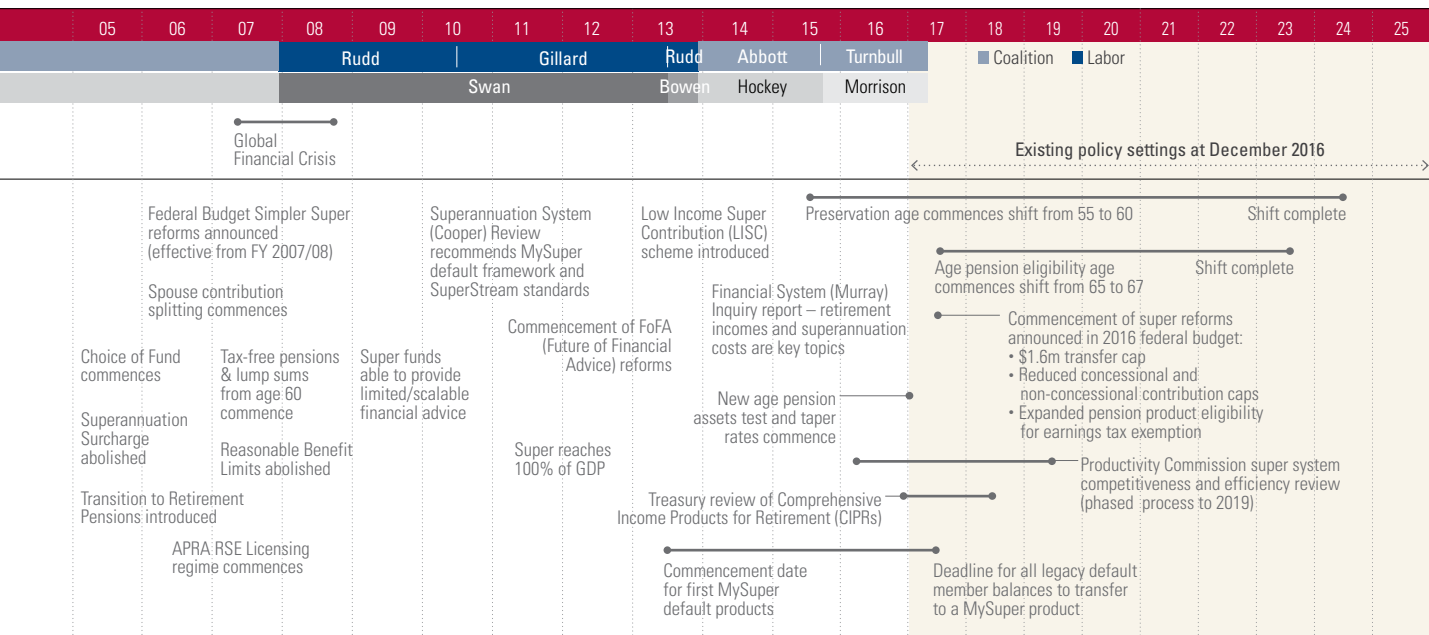 05 06 07 08 09 10 11 12 13 14 15 16 17 18 19 20 21 22 23 24 25
Rudd Gillard Rudd Abbott Turnbull
Coalition Labor
Swan Bowen Hockey Morrison
Global
Financial Crisis
Existing policy settings at December 2016
Federal Budget Simpler Super
reforms announced
(effective from FY 2007/08)
Spouse contribution
splitting commences
Choice of Fund
commences
Superannuation
Surcharge
abolished
Transition to Retirement
Pensions introduced
APRA RSE Licensing
regime commences
Tax-free pensions
& lump sums
from age 60
commence
Reasonable Benefit
Limits abolished
Super funds
able to provide
limited/scalable
financial advice
Superannuation System
(Cooper) Review
recommends MySuper
default framework and
SuperStream standards
Commencement of FoFA
(Future of Financial
Advice) reforms
Super reaches
100% of GDP
Low Income Super
Contribution (LISC)
scheme introduced
Financial System (Murray)
Inquiry report – retirement
incomes and superannuation
costs are key topics
New age pension
assets test and taper
rates commence
Treasury review of Comprehensive
Income Products for Retirement (CIPRs)
Commencement date
for first MySuper
default products
Preservation age commences shift from 55 to 60
Shift complete
Age pension eligibility age
commences shift from 65 to 67
Shift complete
Commencement of super reforms
announced in 2016 federal budget:
• $1.6m transfer cap
• Reduced concessional and
non-concessional contribution caps
• Expanded pension product eligibility
for earnings tax exemption
Productivity Commission super system
competitiveness and efficiency review
(phased process to 2019)
Deadline for all legacy default
member balances to transfer
to a MySuper product